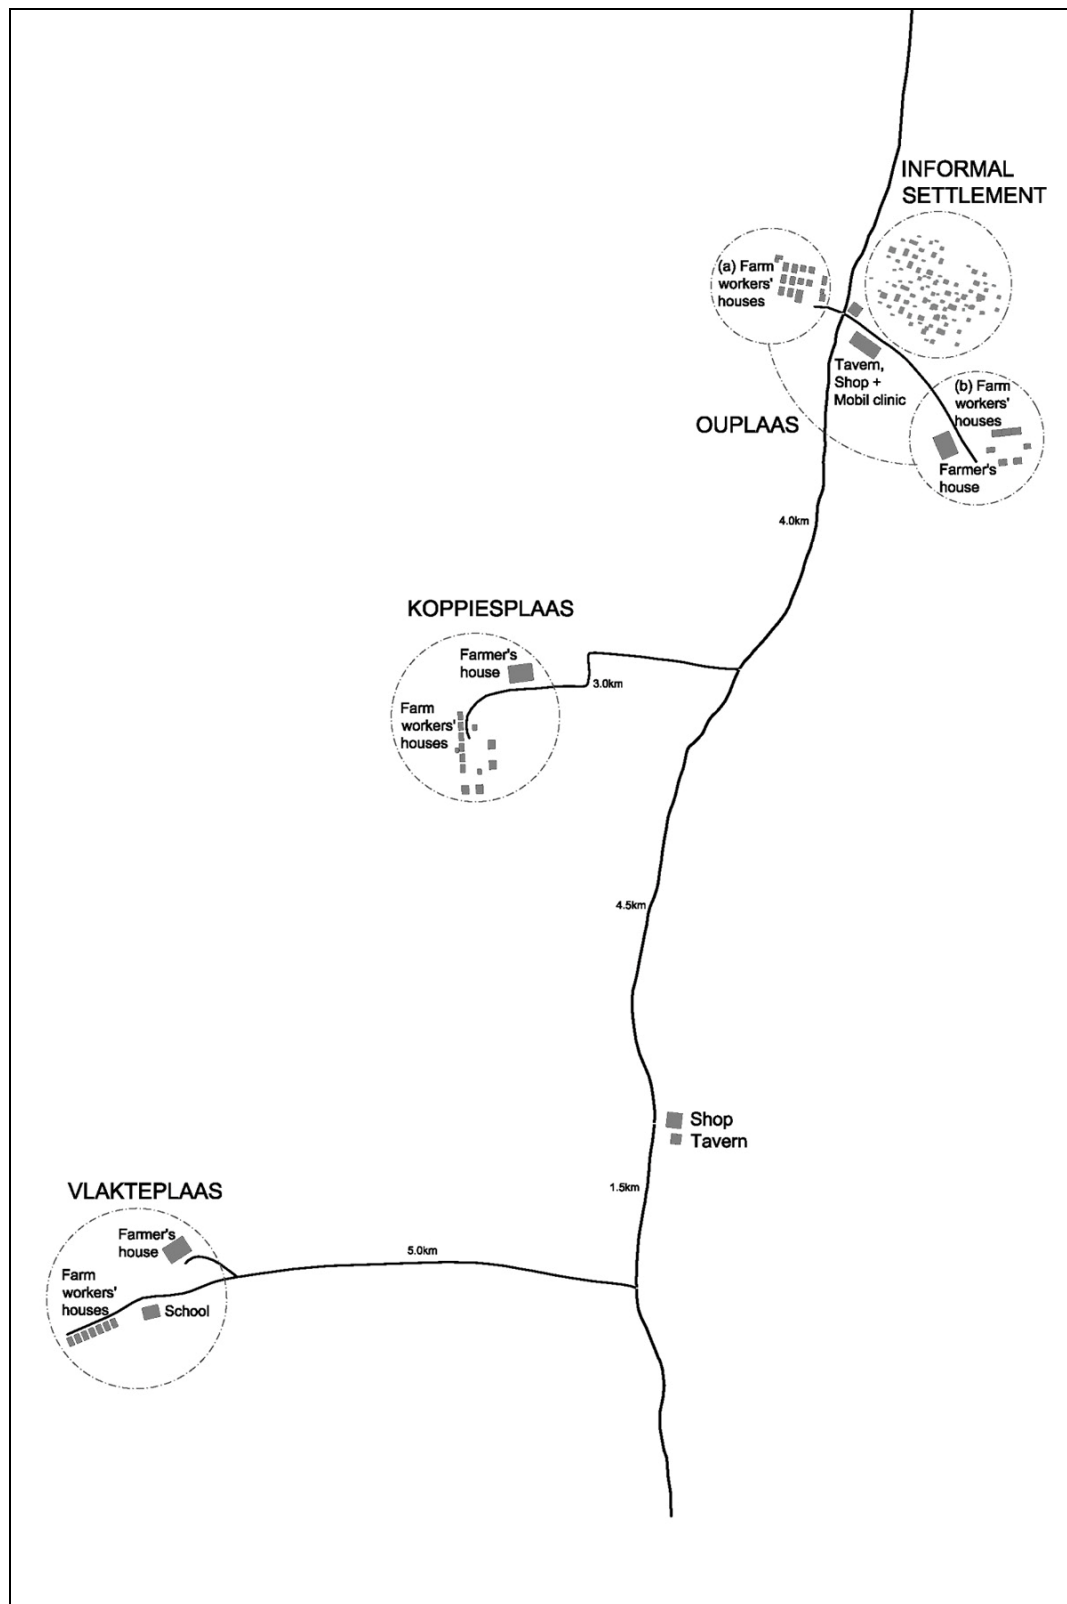 INFORMAL
SETTLEMENT
(a) Farm
workers'
houses
Tavern,
Shop +
Mobil clinic
(b) Farm
workers'
houses
OUPLAAS
Farmer's
house
4.0km
KOPPIESPLAAS
Farmer's
house
3.0km
Farm
workers'
houses
4.5km
Shop
Tavern
1.5km
VLAKTEPLAAS
Farmer's
house
5.0km
Farm
workers'
houses
School